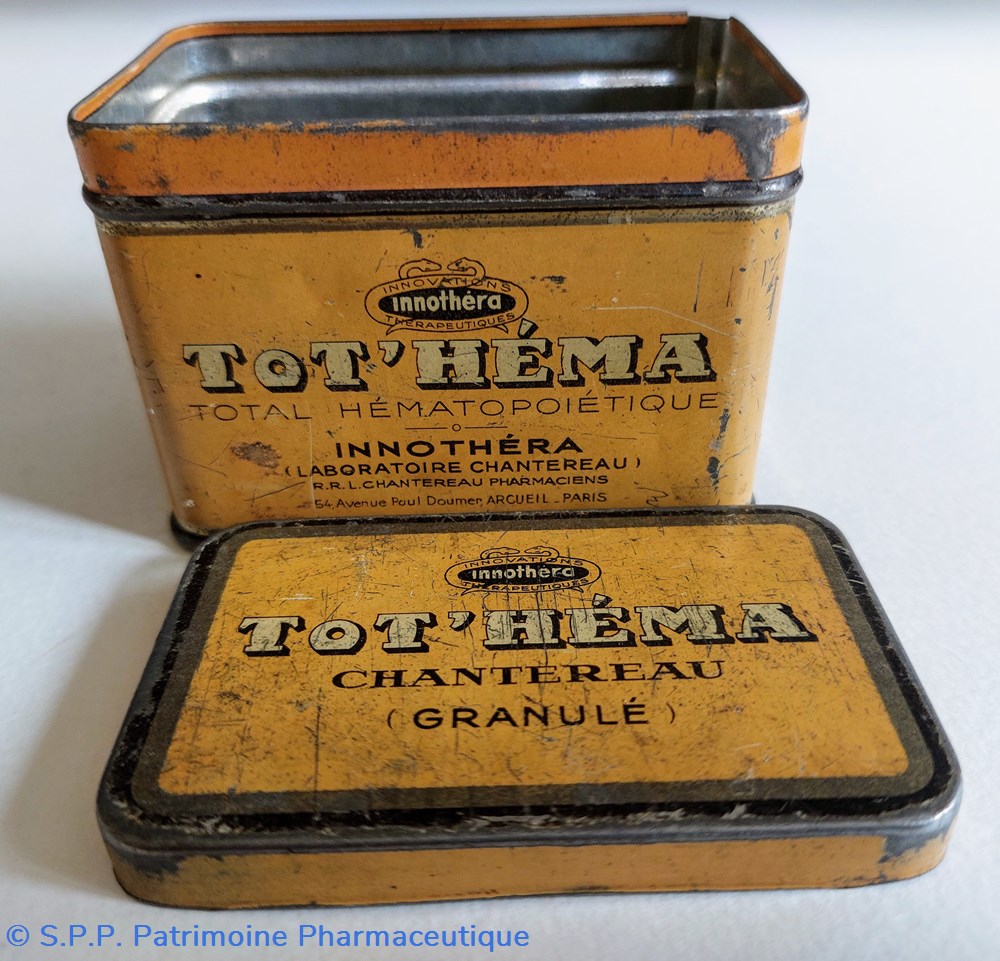 INNOVATIONS
innothéra
THÉRAPEUTIQUES
TOT'HÉMA
TOTAL HÉMATOPOIÉTIQUE
INNOTHÉRA
(LABORATOIRE CHANTEREAU)
R.R.L.CHANTEREAU PHARMACIENS
54, Avenue Paul Doumer, ARCUEIL - PARIS
INNOVATIONS
innothéra
THÉRAPEUTIQUES
TOT'HÉMA
CHANTEREAU
(GRANULÉ)
© S.P.P. Patrimoine Pharmaceutique